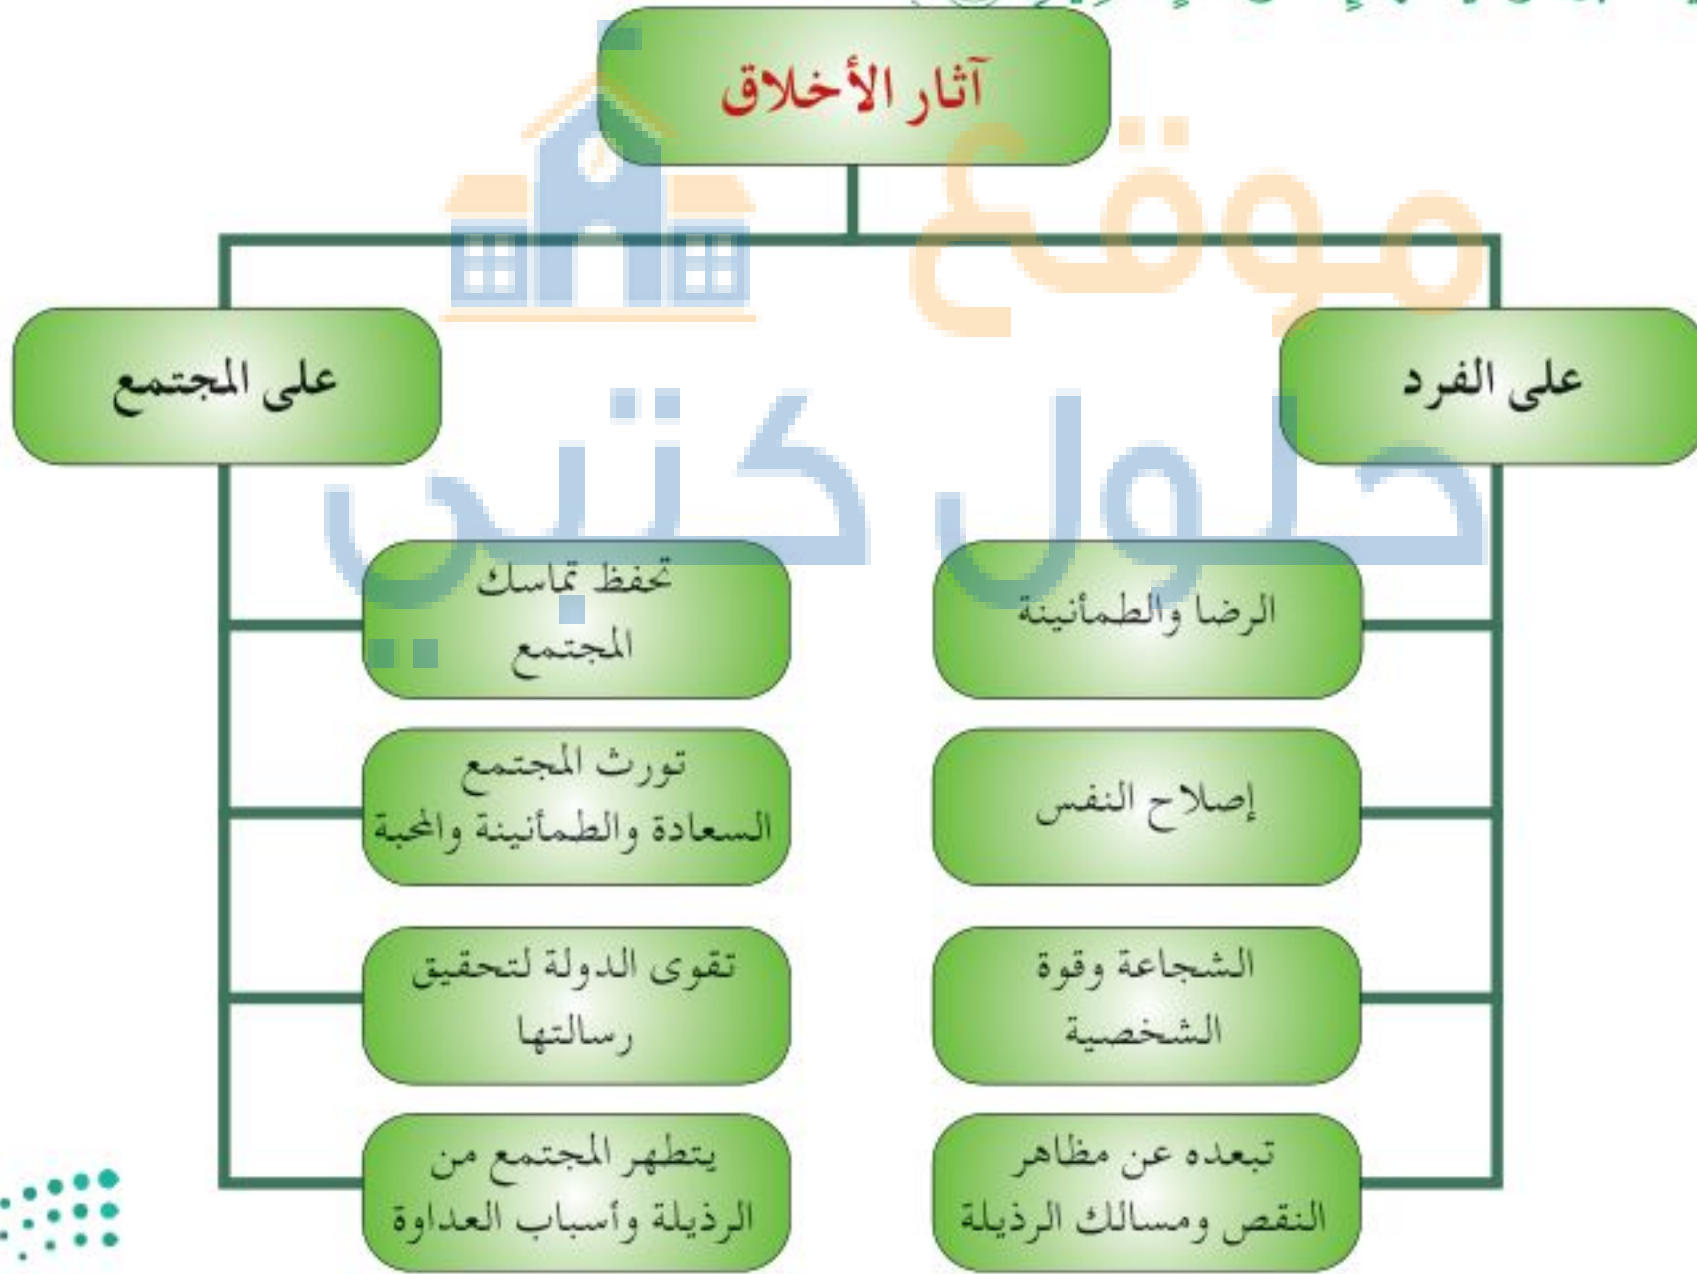 آثار الأخلاق
على الفرد
على المجتمع
الرضا والطمأنينة
إصلاح النفس
الشجاعة وقوة
الشخصية
تبعده عن مظاهر
النقص ومسالك الرذيلة
تحفظ تماسك
المجتمع
تورث المجتمع
السعادة والطمأنينة والمحبة
تقوى الدولة لتحقيق
رسالتها
يتطهر المجتمع من
الرذيلة وأسباب العداوة
موقع
حلول كتبي